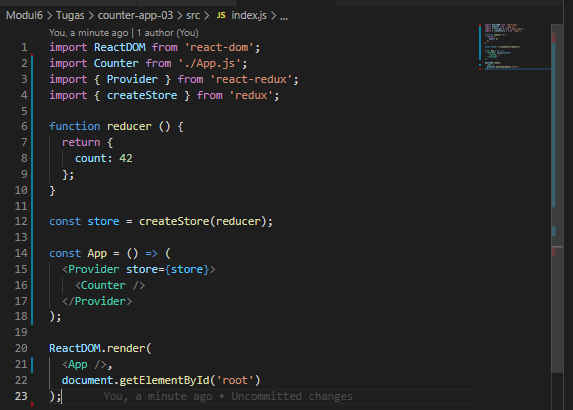 Modul6 > Tugas > counter-app-03 > src > JS index.js > ...
You, a minute ago | 1 author (You)
1 import ReactDOM from 'react-dom';
2 import Counter from './App.js';
3 import { Provider } from 'react-redux';
4 import { createStore } from 'redux';
5
6 function reducer () {
7   return {
8     count: 42
9   };
10 }
11
12 const store = createStore(reducer);
13
14 const App = () => (
15   <Provider store={store}>
16     <Counter />
17   </Provider>
18 );
19
20 ReactDOM.render(
21   <App />,
22   document.getElementById('root')
23 ); You, a minute ago • Uncommitted changes